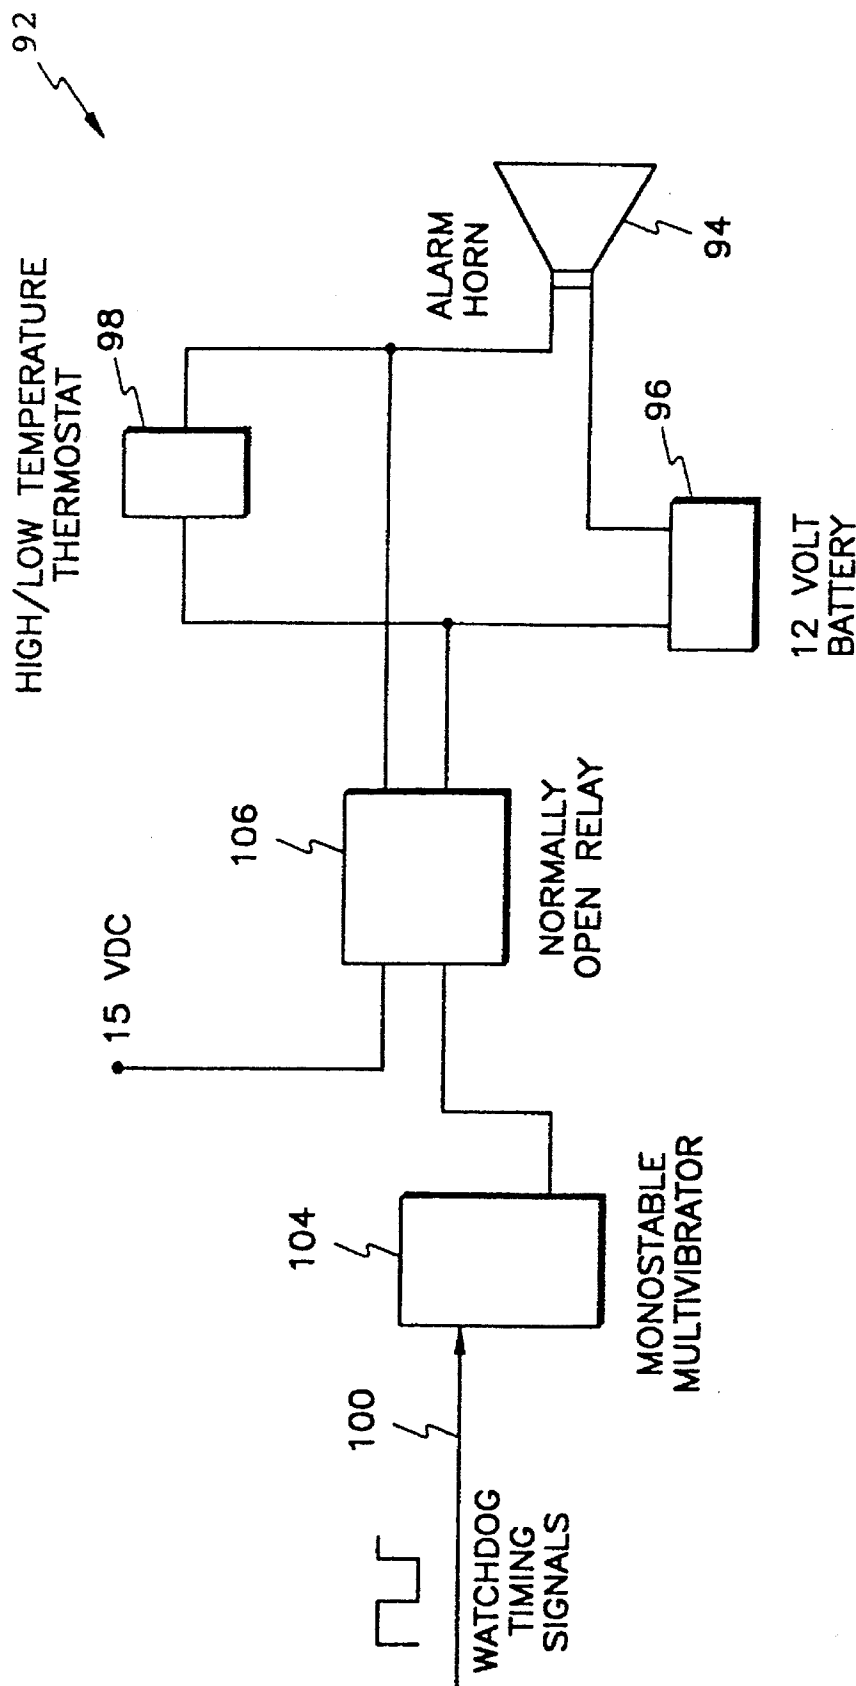 92
HIGH/LOW TEMPERATURE
THERMOSTAT
98
ALARM
HORN
94
96
12 VOLT
BATTERY
15 VDC
106
NORMALLY
OPEN RELAY
104
MONOSTABLE
MULTIVIBRATOR
100
WATCHDOG
TIMING
SIGNALS